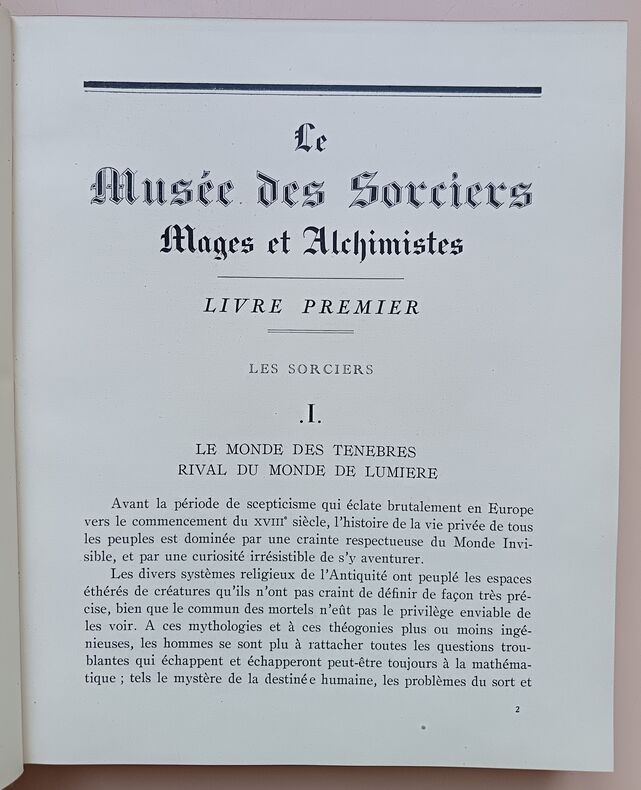 Le
Musée des Sorciers
Mages et Alchimistes
LIVRE PREMIER
LES SORCIERS
.I.
LE MONDE DES TENEBRES
RIVAL DU MONDE DE LUMIERE
Avant la période de scepticisme qui éclate brutalement en Europe
vers le commencement du XVIIIe siècle, l'histoire de la vie privée de tous
les peuples est dominée par une crainte respectueuse du Monde Invi-
sible, et par une curiosité irrésistible de s'y aventurer.
Les divers systèmes religieux de l'Antiquité ont peuplé les espaces
éthérés de créatures qu'ils n'ont pas craint de définir de façon très pré-
cise, bien que le commun des mortels n'eût pas le privilège enviable de
les voir. A ces mythologies et à ces théogonies plus ou moins ingé-
nieuses, les hommes se sont plu à rattacher toutes les questions trou-
blantes qui échappent et échapperont peut-être toujours à la mathéma-
tique ; tels le mystère de la destinée humaine, les problèmes du sort et
2